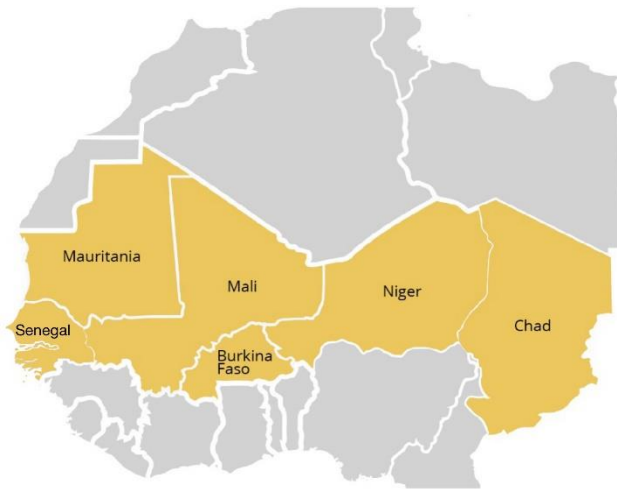 Mauritania
Mali
Niger
Chad
Senegal
Burkina
Faso